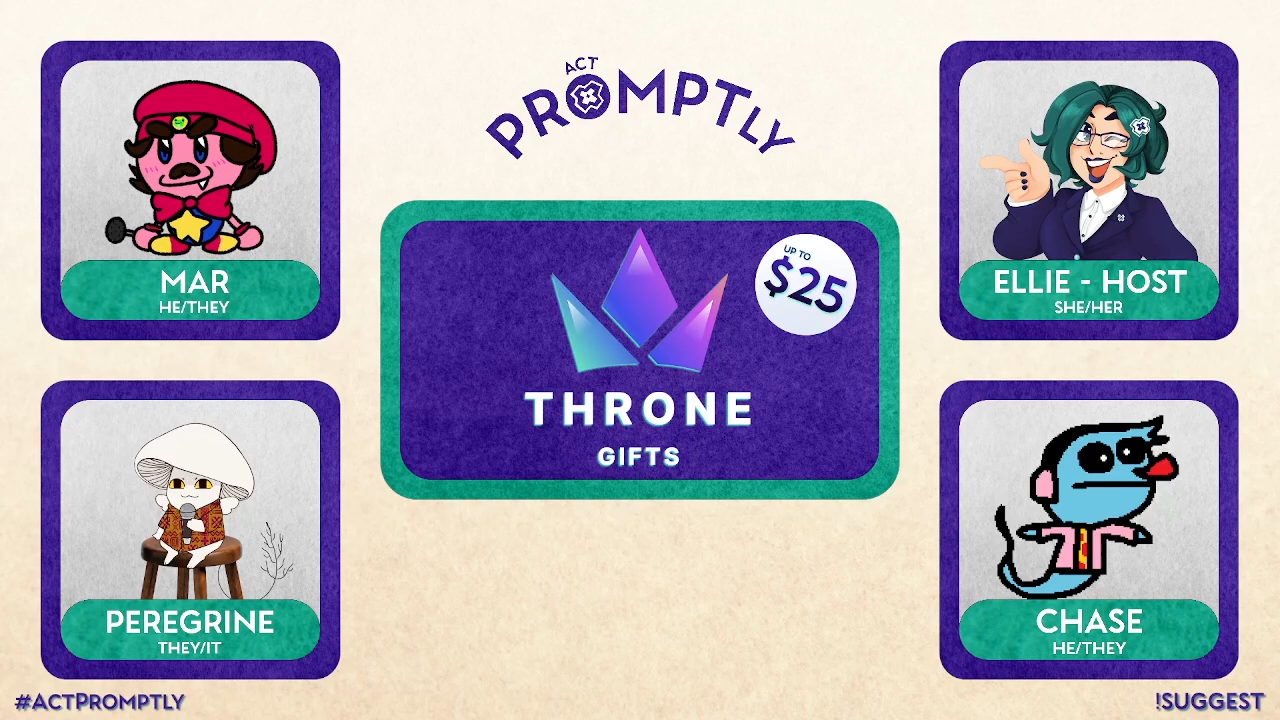 ACT
PROMPTLY
MAR
HE/THEY
ELLIE - HOST
SHE/HER
UP TO
$25
THRONE
GIFTS
PEREGRINE
THEY/IT
CHASE
HE/THEY
#ACTPROMPTLY
!SUGGEST